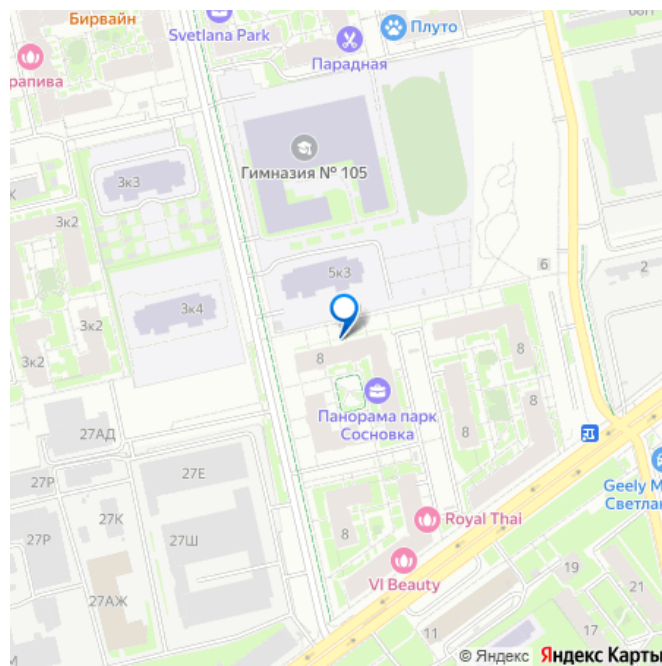 Бирвайн
Svetlana Park
Плуто
Парадная
рапива
Гимназия № 105
3к3
3к2
5к3
6
2
3к4
3к2
3к2
8
8
8
Панорама парк
Сосновка
8
27АД
27Е
27Р
Geely М
Светлан
27К
Royal Thai
27Р
27Ш
8
VI Beauty
19
27АЖ
21
11
17
© Яндекс Яндекс Карты